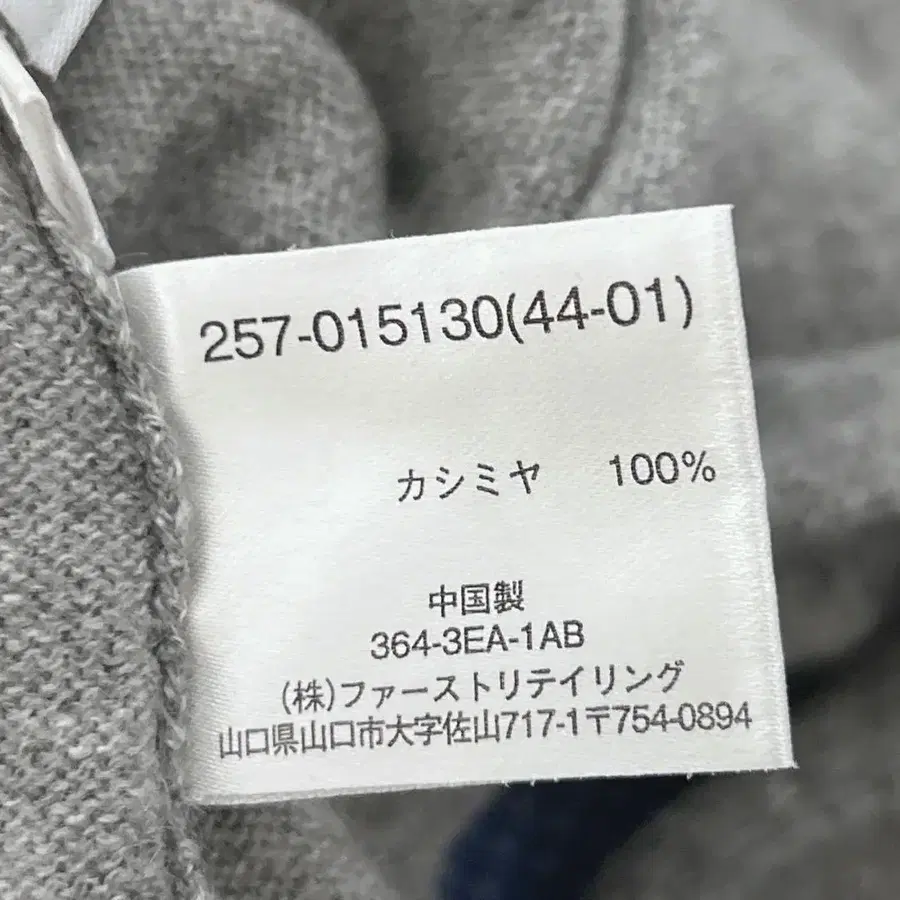 257-015130(44-01)
カシミヤ 100%
中国製
364-3EA-1AB
(株)ファーストリテイリング
山口県山口市大字佐山717-1〒754-0894